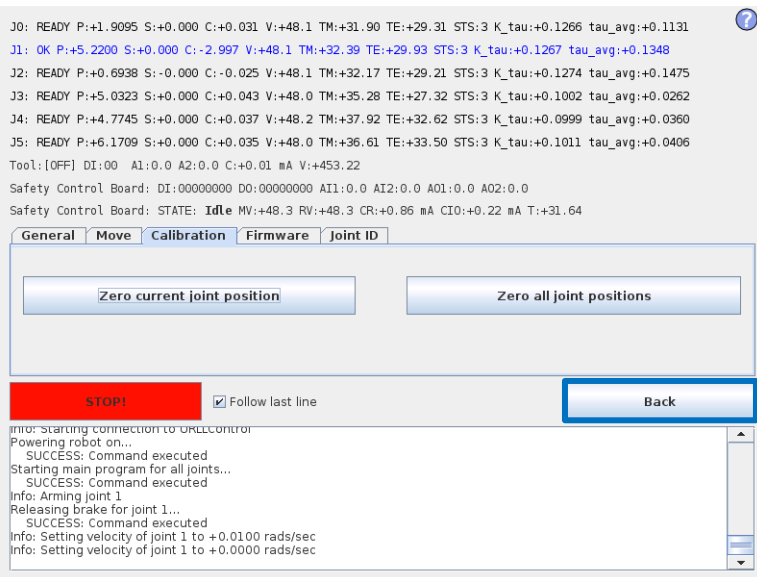 J0: READY P:+1.9095 S:+0.000 C:+0.031 V:+48.1 TM:+31.90 TE:+29.31 STS:3 K_tau:+0.1266 tau_avg:+0.1131
?
J1: OK P:+5.2200 S:+0.000 C:-2.997 V:+48.1 TM:+32.39 TE:+29.93 STS:3 K_tau:+0.1267 tau_avg:+0.1348
J2: READY P:+0.6938 S:-0.000 C:-0.025 V:+48.1 TM:+32.17 TE:+29.21 STS:3 K_tau:+0.1274 tau_avg:+0.1475
J3: READY P:+5.0323 S:+0.000 C:+0.043 V:+48.0 TM:+35.28 TE:+27.32 STS:3 K_tau:+0.1002 tau_avg:+0.0262
J4: READY P:+4.7745 S:+0.000 C:+0.037 V:+48.2 TM:+37.92 TE:+32.62 STS:3 K_tau:+0.0999 tau_avg:+0.0360
J5: READY P:+6.1709 S:+0.000 C:+0.035 V:+48.0 TM:+36.61 TE:+33.50 STS:3 K_tau:+0.1011 tau_avg:+0.0406
Tool:[OFF] DI:00 A1:0.0 A2:0.0 C:+0.01 mA V:+453.22
Safety Control Board: DI:00000000 DO:00000000 AI1:0.0 AI2:0.0 AO1:0.0 AO2:0.0
Safety Control Board: STATE: Idle MV:+48.3 RV:+48.3 CR:+0.86 mA CIO:+0.22 mA T:+31.64
General Move Calibration Firmware Joint ID
Zero current joint position Zero all joint positions
STOP! Follow last line Back
Info: Starting connection to URLLControl
Powering robot on...
SUCCESS: Command executed
Starting main program for all joints...
SUCCESS: Command executed
Info: Arming joint 1
Releasing brake for joint 1...
SUCCESS: Command executed
Info: Setting velocity of joint 1 to +0.0100 rads/sec
Info: Setting velocity of joint 1 to +0.0000 rads/sec